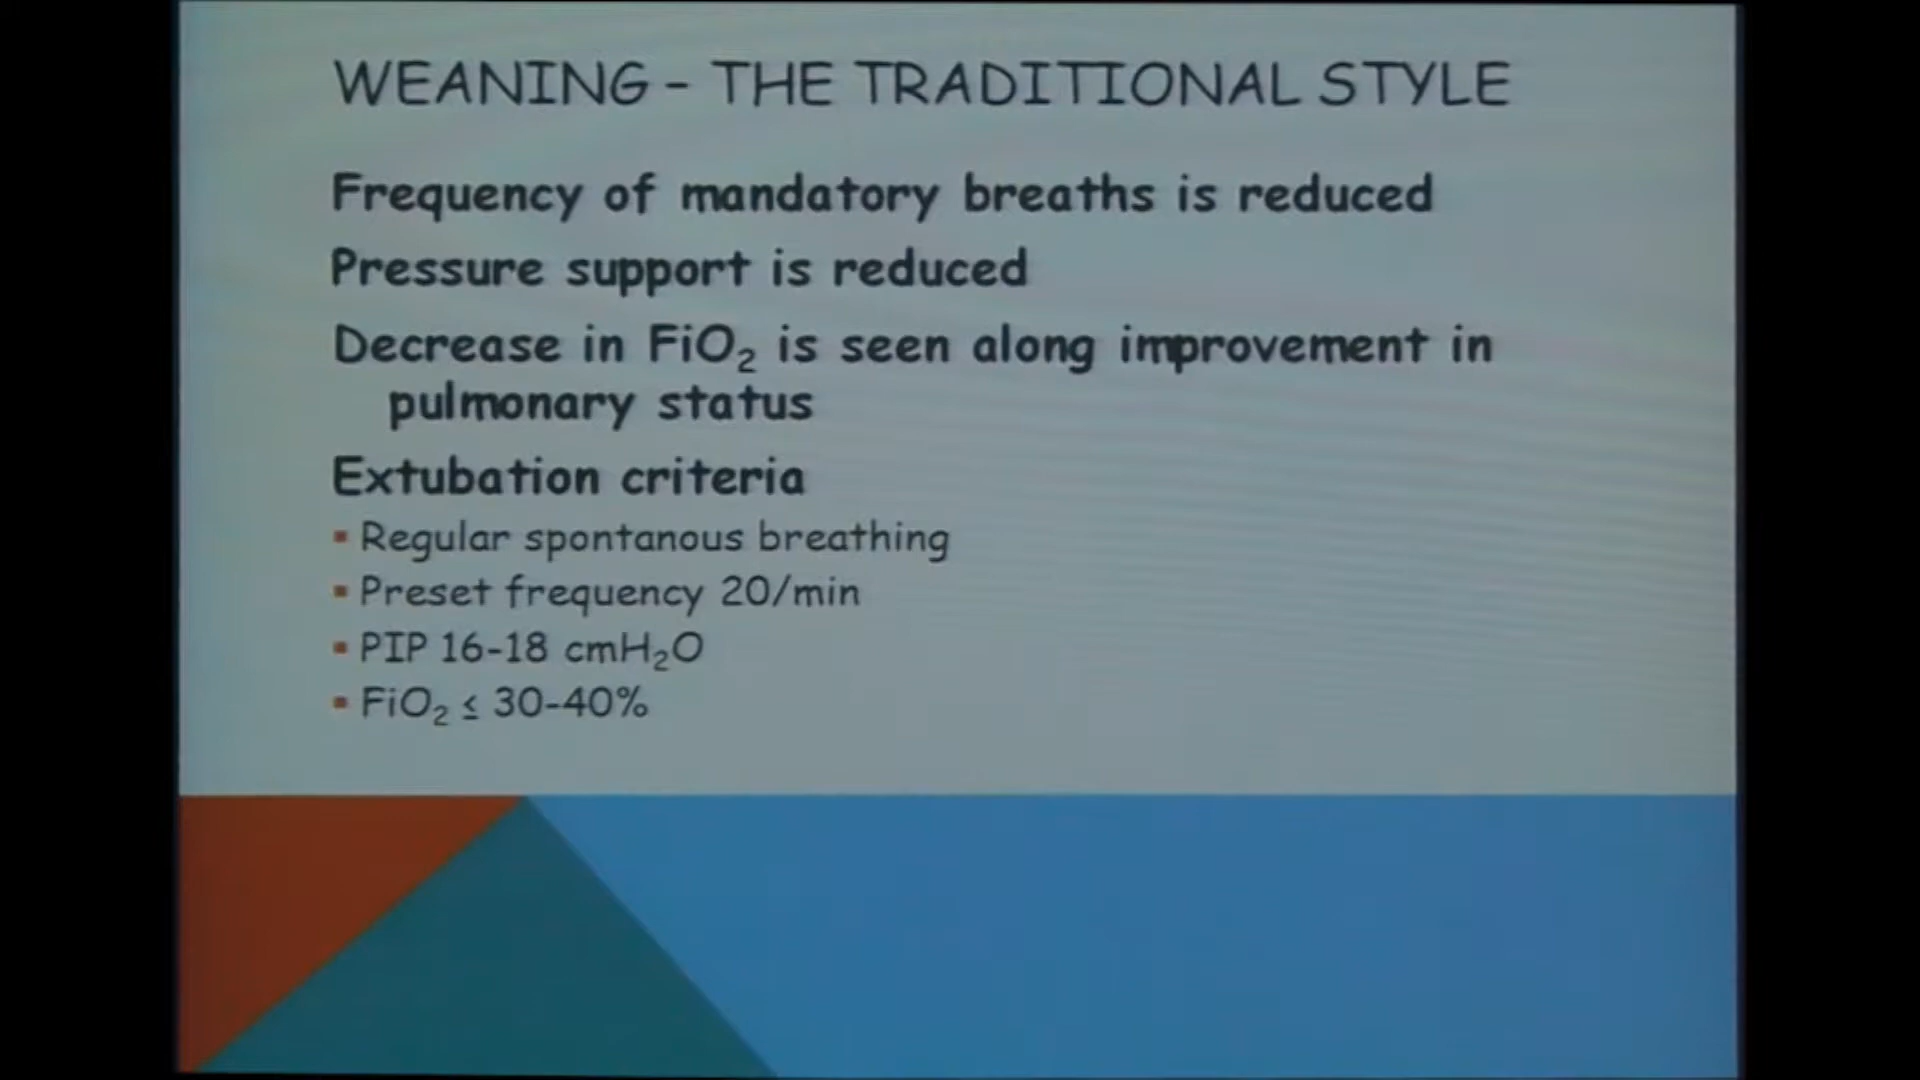 WEANING – THE TRADITIONAL STYLE
Frequency of mandatory breaths is reduced
Pressure support is reduced
Decrease in FiO₂ is seen along improvement in
pulmonary status
Extubation criteria
▪ Regular spontanous breathing
▪ Preset frequency 20/min
▪ PIP 16-18 cmH₂O
▪ FiO₂ ≤ 30-40%